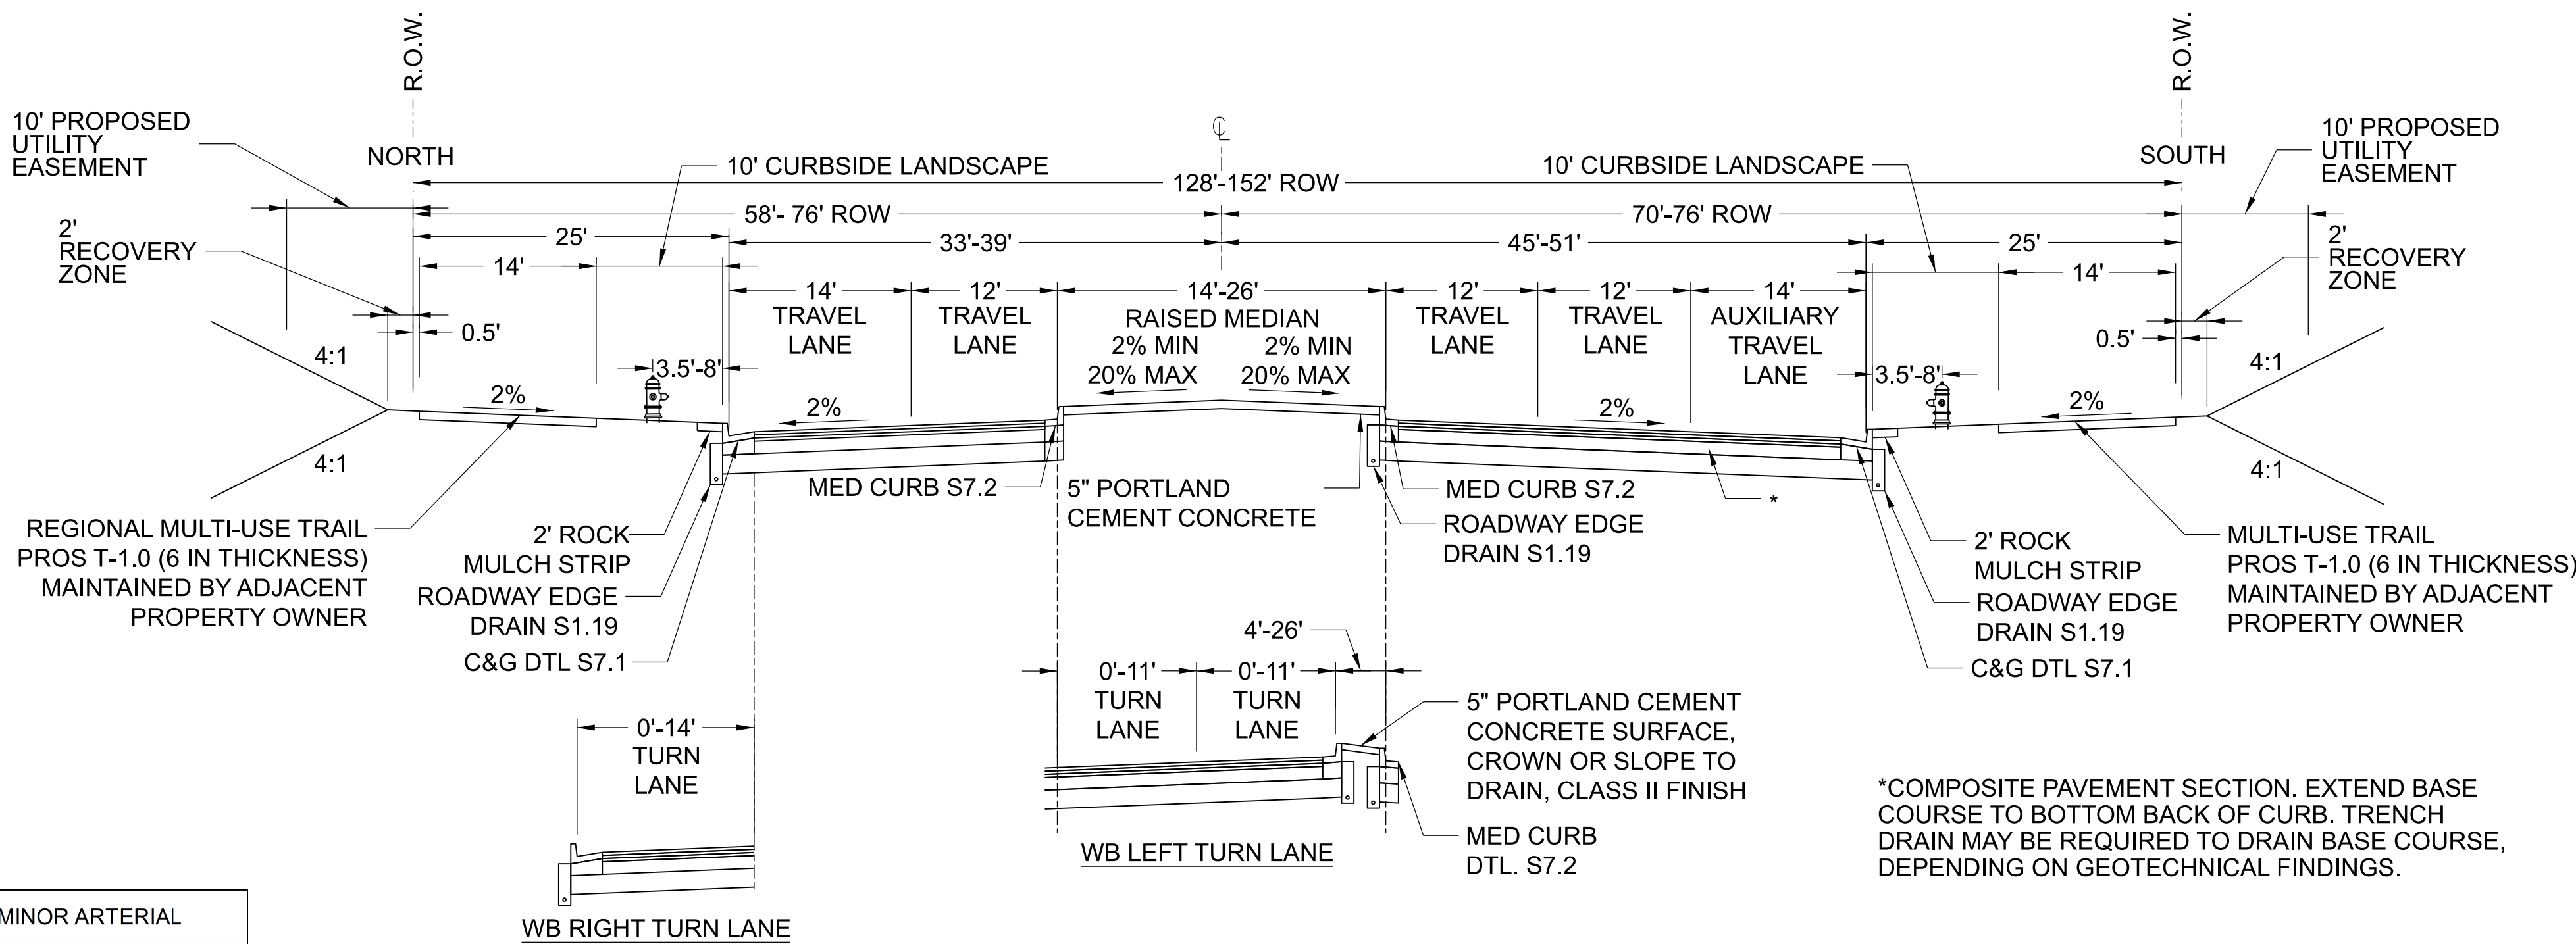 R.O.W.
R.O.W.
10' PROPOSED
UTILITY
EASEMENT
NORTH
10' CURBSIDE LANDSCAPE
CL
10' CURBSIDE LANDSCAPE
SOUTH
10' PROPOSED
UTILITY
EASEMENT
128'-152' ROW
58'- 76' ROW
70'-76' ROW
2'
RECOVERY
ZONE
25'
33'-39'
45'-51'
25'
2'
RECOVERY
ZONE
14'
14'
14'
TRAVEL
LANE
12'
TRAVEL
LANE
14'-26'
RAISED MEDIAN
2% MIN
20% MAX
2% MIN
20% MAX
12'
TRAVEL
LANE
12'
TRAVEL
LANE
14'
AUXILIARY
TRAVEL
LANE
0.5'
0.5'
4:1
4:1
3.5'-8'
3.5'-8'
2%
2%
2%
2%
4:1
4:1
MED CURB S7.2
5" PORTLAND
CEMENT CONCRETE
MED CURB S7.2
*
ROADWAY EDGE
DRAIN S1.19
REGIONAL MULTI-USE TRAIL
PROS T-1.0 (6 IN THICKNESS)
MAINTAINED BY ADJACENT
PROPERTY OWNER
2' ROCK
MULCH STRIP
ROADWAY EDGE
DRAIN S1.19
C&G DTL S7.1
2' ROCK
MULCH STRIP
ROADWAY EDGE
DRAIN S1.19
C&G DTL S7.1
MULTI-USE TRAIL
PROS T-1.0 (6 IN THICKNESS)
MAINTAINED BY ADJACENT
PROPERTY OWNER
4'-26'
0'-11'
TURN
LANE
0'-11'
TURN
LANE
5" PORTLAND CEMENT
CONCRETE SURFACE,
CROWN OR SLOPE TO
DRAIN, CLASS II FINISH
0'-14'
TURN
LANE
MED CURB
DTL. S7.2
WB LEFT TURN LANE
*COMPOSITE PAVEMENT SECTION. EXTEND BASE
COURSE TO BOTTOM BACK OF CURB. TRENCH
DRAIN MAY BE REQUIRED TO DRAIN BASE COURSE,
DEPENDING ON GEOTECHNICAL FINDINGS.
MINOR ARTERIAL
WB RIGHT TURN LANE